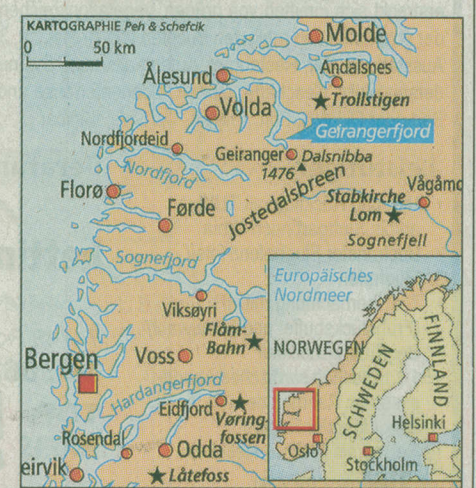 KARTOGRAPHIE Peh & Schefcik
0 50 km
Molde
Ålesund
Åndalsnes
Trollstigen
Volda
Geirangerfjord
Nordfjordeid
Geiranger
Dalsnibba
1476
Nordfjord
Jostedalsbreen
Florø
Førde
Stabkirche
Lom
Vågåmo
Sognefjell
Sognefjord
Viksøyri
Flåm-
Bahn
Bergen
Voss
Hardangerfjord
Eidfjord
Vøring-
fossen
Rosendal
Odda
eirvik
Låtefoss
Europäisches
Nordmeer
NORWEGEN
SCHWEDEN
FINNLAND
Helsinki
Oslo
Stockholm